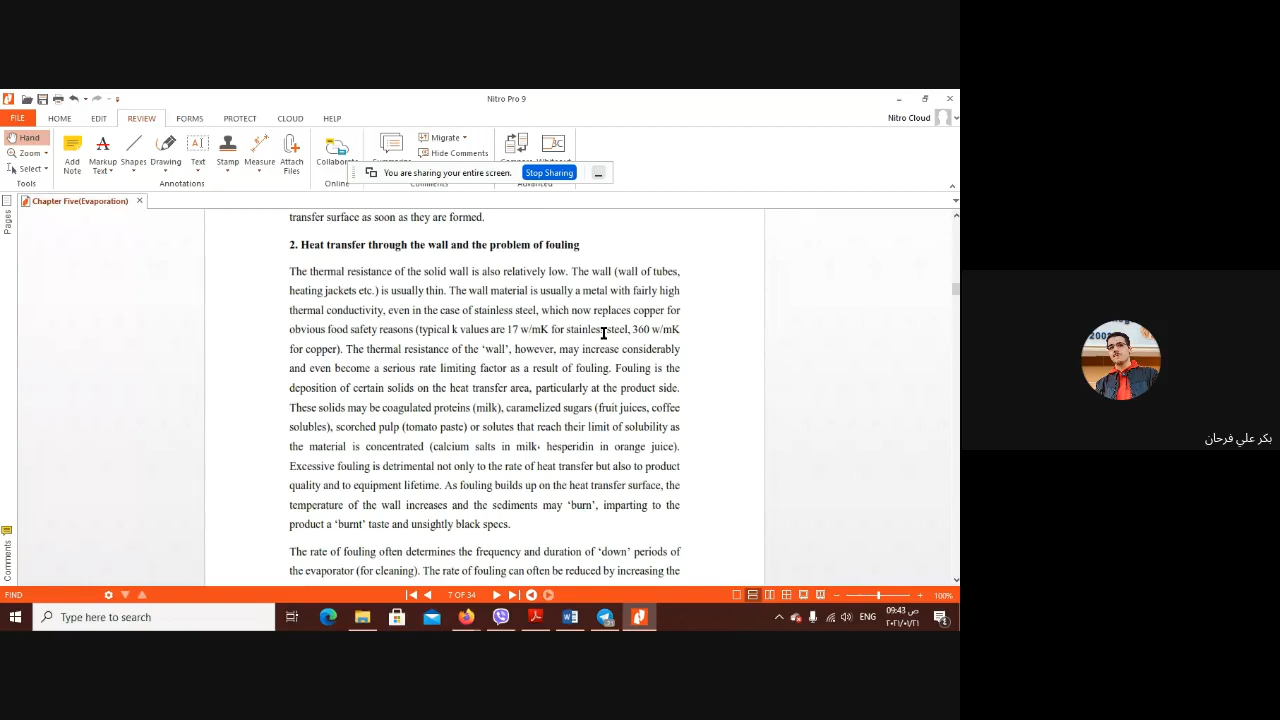 Nitro Pro 9
FILE HOME EDIT REVIEW FORMS PROTECT CLOUD HELP
Nitro Cloud
Hand
Zoom
Select
Tools
Add Note
Markup Text
Shapes
Drawing
Text
Stamp
Measure
Attach Files
Annotations
Collaborate
Online
Migrate
Hide Comments
Comments
Whiteout
Advanced
You are sharing your entire screen.
Stop Sharing
Chapter Five(Evaporation)
Pages
Comments
transfer surface as soon as they are formed.
2. Heat transfer through the wall and the problem of fouling
The thermal resistance of the solid wall is also relatively low. The wall (wall of tubes,
heating jackets etc.) is usually thin. The wall material is usually a metal with fairly high
thermal conductivity, even in the case of stainless steel, which now replaces copper for
obvious food safety reasons (typical k values are 17 w/mK for stainless steel, 360 w/mK
for copper). The thermal resistance of the ‘wall’, however, may increase considerably
and even become a serious rate limiting factor as a result of fouling. Fouling is the
deposition of certain solids on the heat transfer area, particularly at the product side.
These solids may be coagulated proteins (milk), caramelized sugars (fruit juices, coffee
solubles), scorched pulp (tomato paste) or solutes that reach their limit of solubility as
the material is concentrated (calcium salts in milk، hesperidin in orange juice).
Excessive fouling is detrimental not only to the rate of heat transfer but also to product
quality and to equipment lifetime. As fouling builds up on the heat transfer surface, the
temperature of the wall increases and the sediments may ‘burn’, imparting to the
product a ‘burnt’ taste and unsightly black specs.
The rate of fouling often determines the frequency and duration of ‘down’ periods of
the evaporator (for cleaning). The rate of fouling can often be reduced by increasing the
FIND
7 OF 34
100%
Type here to search
ENG
09:43 ص
بكر علي فرحان